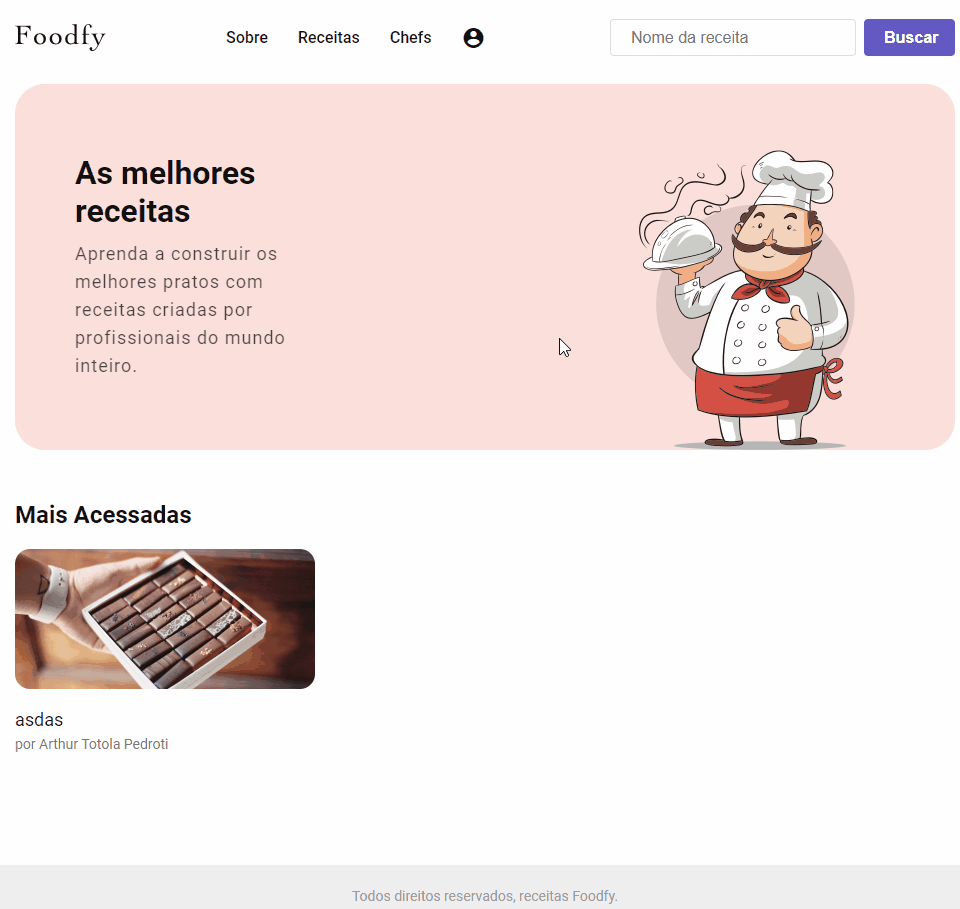 Foodfy
Sobre
Receitas
Chefs
Nome da receita
Buscar
As melhores
receitas
Aprenda a construir os
melhores pratos com
receitas criadas por
profissionais do mundo
inteiro.
Mais Acessadas
asdas
por Arthur Totola Pedroti
Todos direitos reservados, receitas Foodfy.